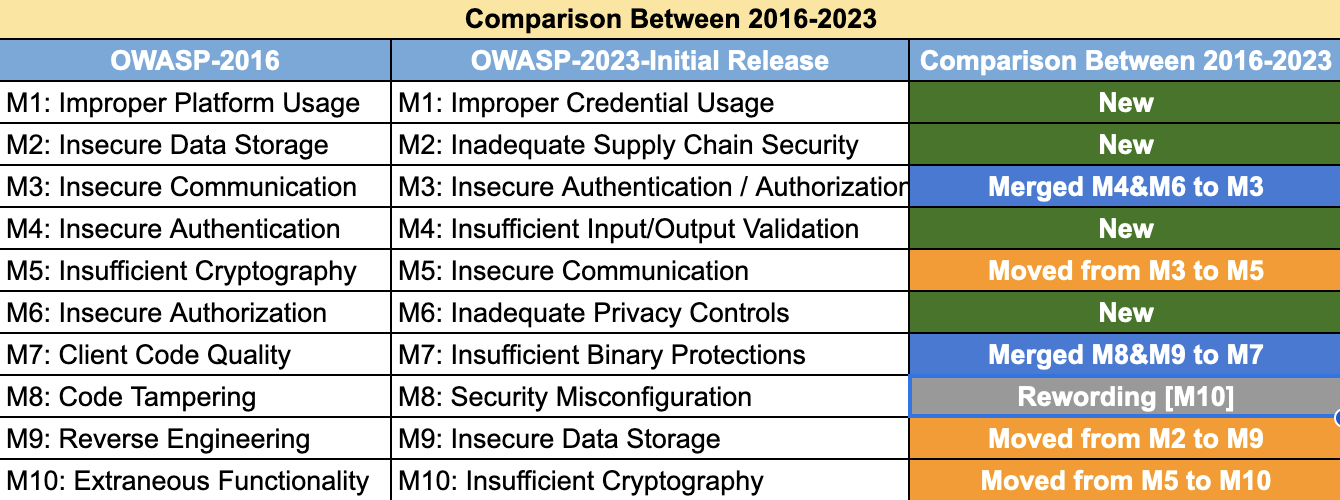 Comparison Between 2016-2023
OWASP-2016 OWASP-2023-Initial Release Comparison Between 2016-2023
M1: Improper Platform Usage M1: Improper Credential Usage New
M2: Insecure Data Storage M2: Inadequate Supply Chain Security New
M3: Insecure Communication M3: Insecure Authentication / Authorization Merged M4&M6 to M3
M4: Insecure Authentication M4: Insufficient Input/Output Validation New
M5: Insufficient Cryptography M5: Insecure Communication Moved from M3 to M5
M6: Insecure Authorization M6: Inadequate Privacy Controls New
M7: Client Code Quality M7: Insufficient Binary Protections Merged M8&M9 to M7
M8: Code Tampering M8: Security Misconfiguration Rewording [M10]
M9: Reverse Engineering M9: Insecure Data Storage Moved from M2 to M9
M10: Extraneous Functionality M10: Insufficient Cryptography Moved from M5 to M10